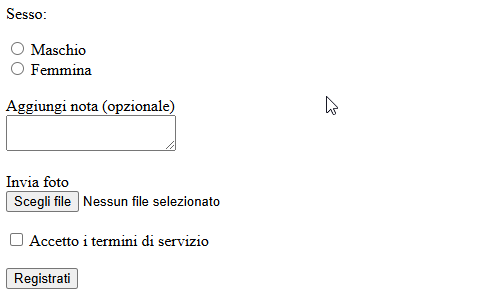 Sesso:
Maschio
Femmina
Aggiungi nota (opzionale)
Invia foto
Scegli file Nessun file selezionato
Accetto i termini di servizio
Registrati